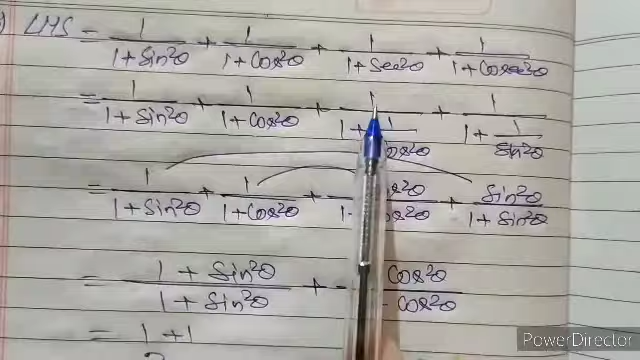 LHS = 1/(1+Sin²θ) + 1/(1+Cos²θ) + 1/(1+Sec²θ) + 1/(1+Cosec²θ)
= 1/(1+Sin²θ) + 1/(1+Cos²θ) + 1/(1+1/Cos²θ) + 1/(1+1/Sin²θ)
= 1/(1+Sin²θ) + 1/(1+Cos²θ) + Cos²θ/(1+Cos²θ) + Sin²θ/(1+Sin²θ)
= (1+Sin²θ)/(1+Sin²θ) + Cos²θ/Cos²θ
= 1+1
PowerDirector